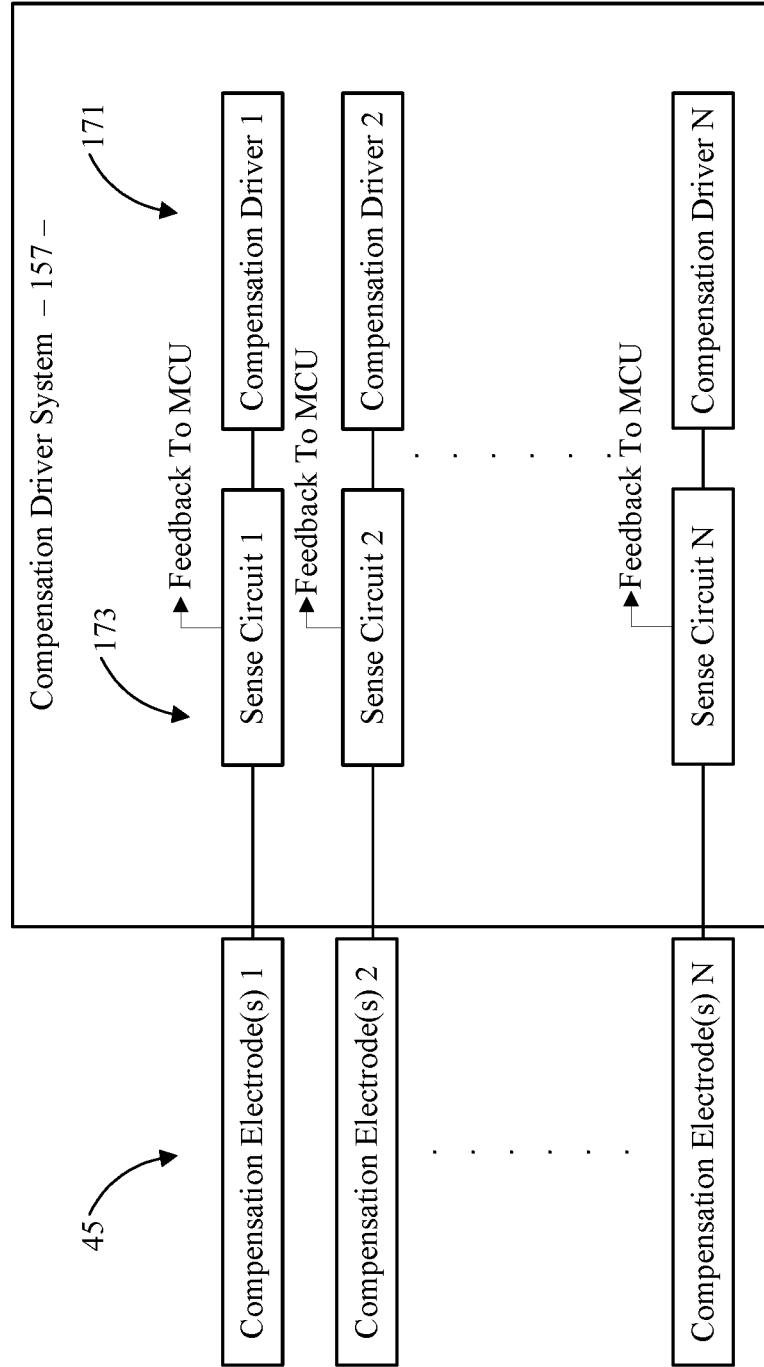 Compensation Driver System – 157 –
45
173
171
Compensation Electrode(s) 1
Sense Circuit 1
Feedback To MCU
Compensation Driver 1
Compensation Electrode(s) 2
Sense Circuit 2
Feedback To MCU
Compensation Driver 2
Compensation Electrode(s) N
Sense Circuit N
Feedback To MCU
Compensation Driver N